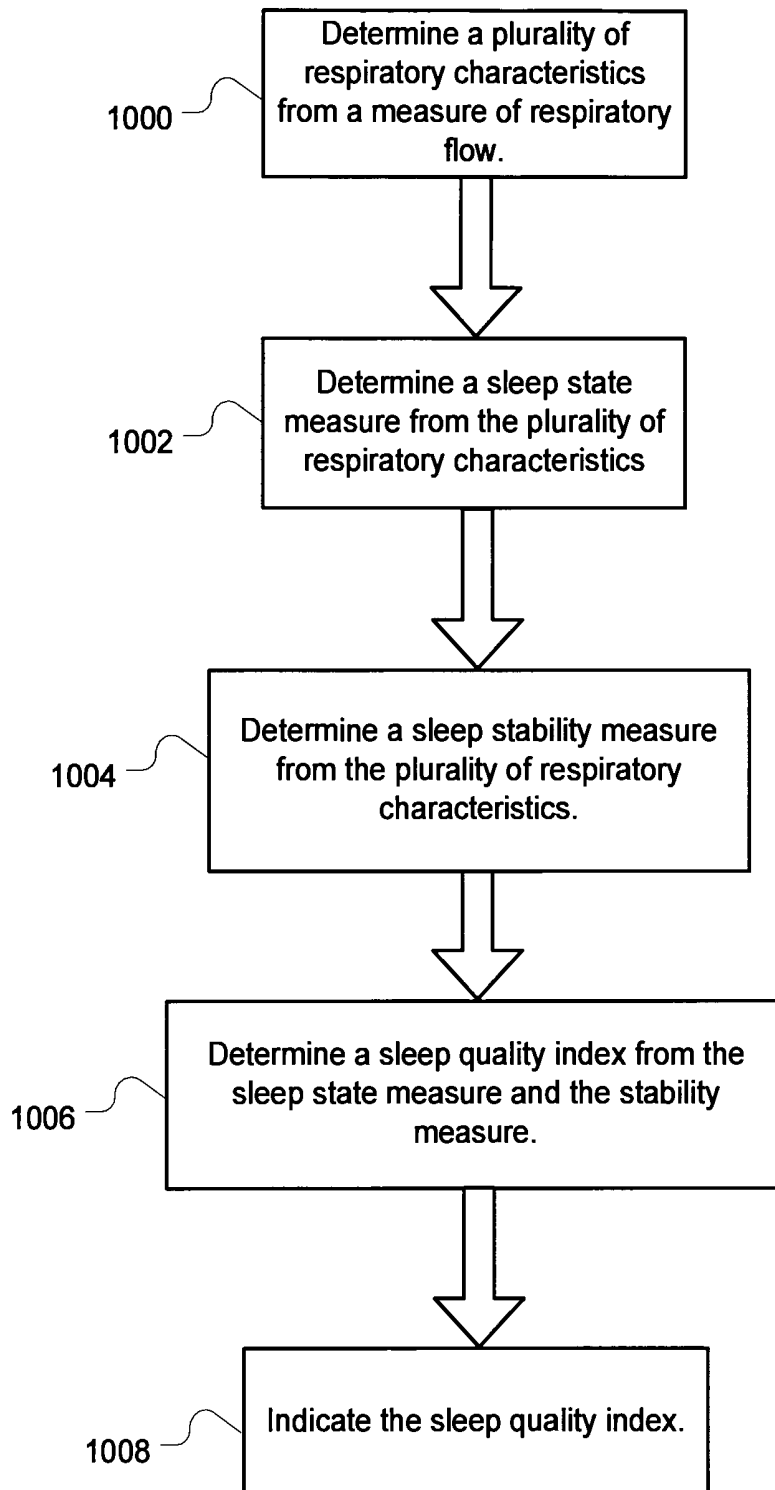 Determine a plurality of
respiratory characteristics
from a measure of respiratory
flow.
1000
Determine a sleep state
measure from the plurality of
respiratory characteristics
1002
Determine a sleep stability measure
from the plurality of respiratory
characteristics.
1004
Determine a sleep quality index from the
sleep state measure and the stability
measure.
1006
Indicate the sleep quality index.
1008